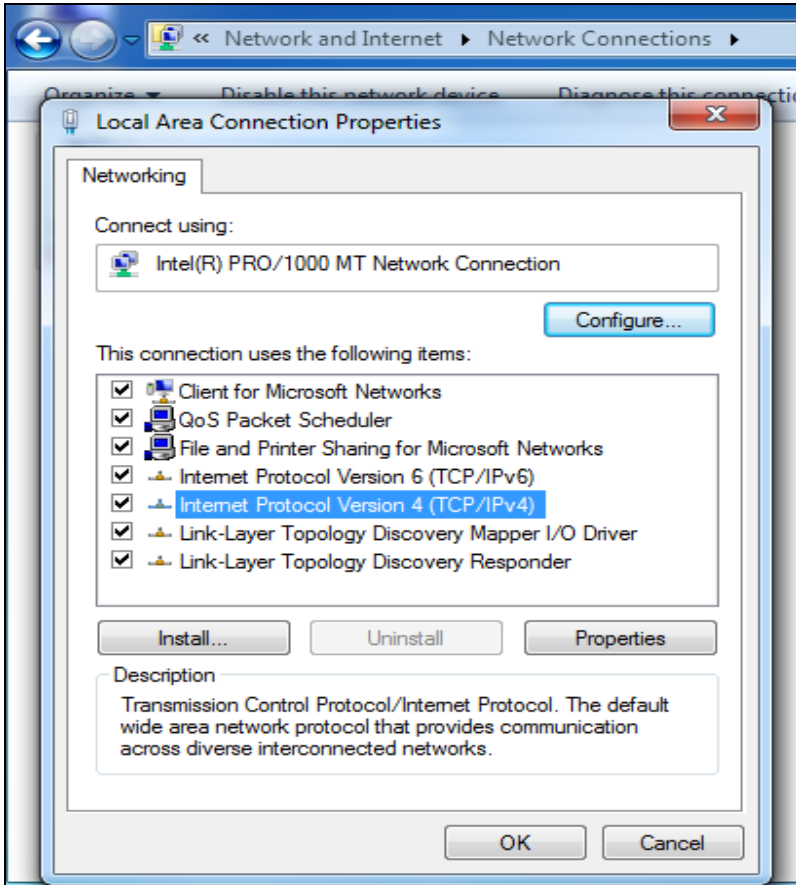 « Network and Internet ▸ Network Connections ▸
Organize ▾ Disable this network device Diagnose this connectio
Local Area Connection Properties
Networking
Connect using:
Intel(R) PRO/1000 MT Network Connection
Configure...
This connection uses the following items:
Client for Microsoft Networks
QoS Packet Scheduler
File and Printer Sharing for Microsoft Networks
Internet Protocol Version 6 (TCP/IPv6)
Internet Protocol Version 4 (TCP/IPv4)
Link-Layer Topology Discovery Mapper I/O Driver
Link-Layer Topology Discovery Responder
Install... Uninstall Properties
Description
Transmission Control Protocol/Internet Protocol. The default
wide area network protocol that provides communication
across diverse interconnected networks.
OK Cancel